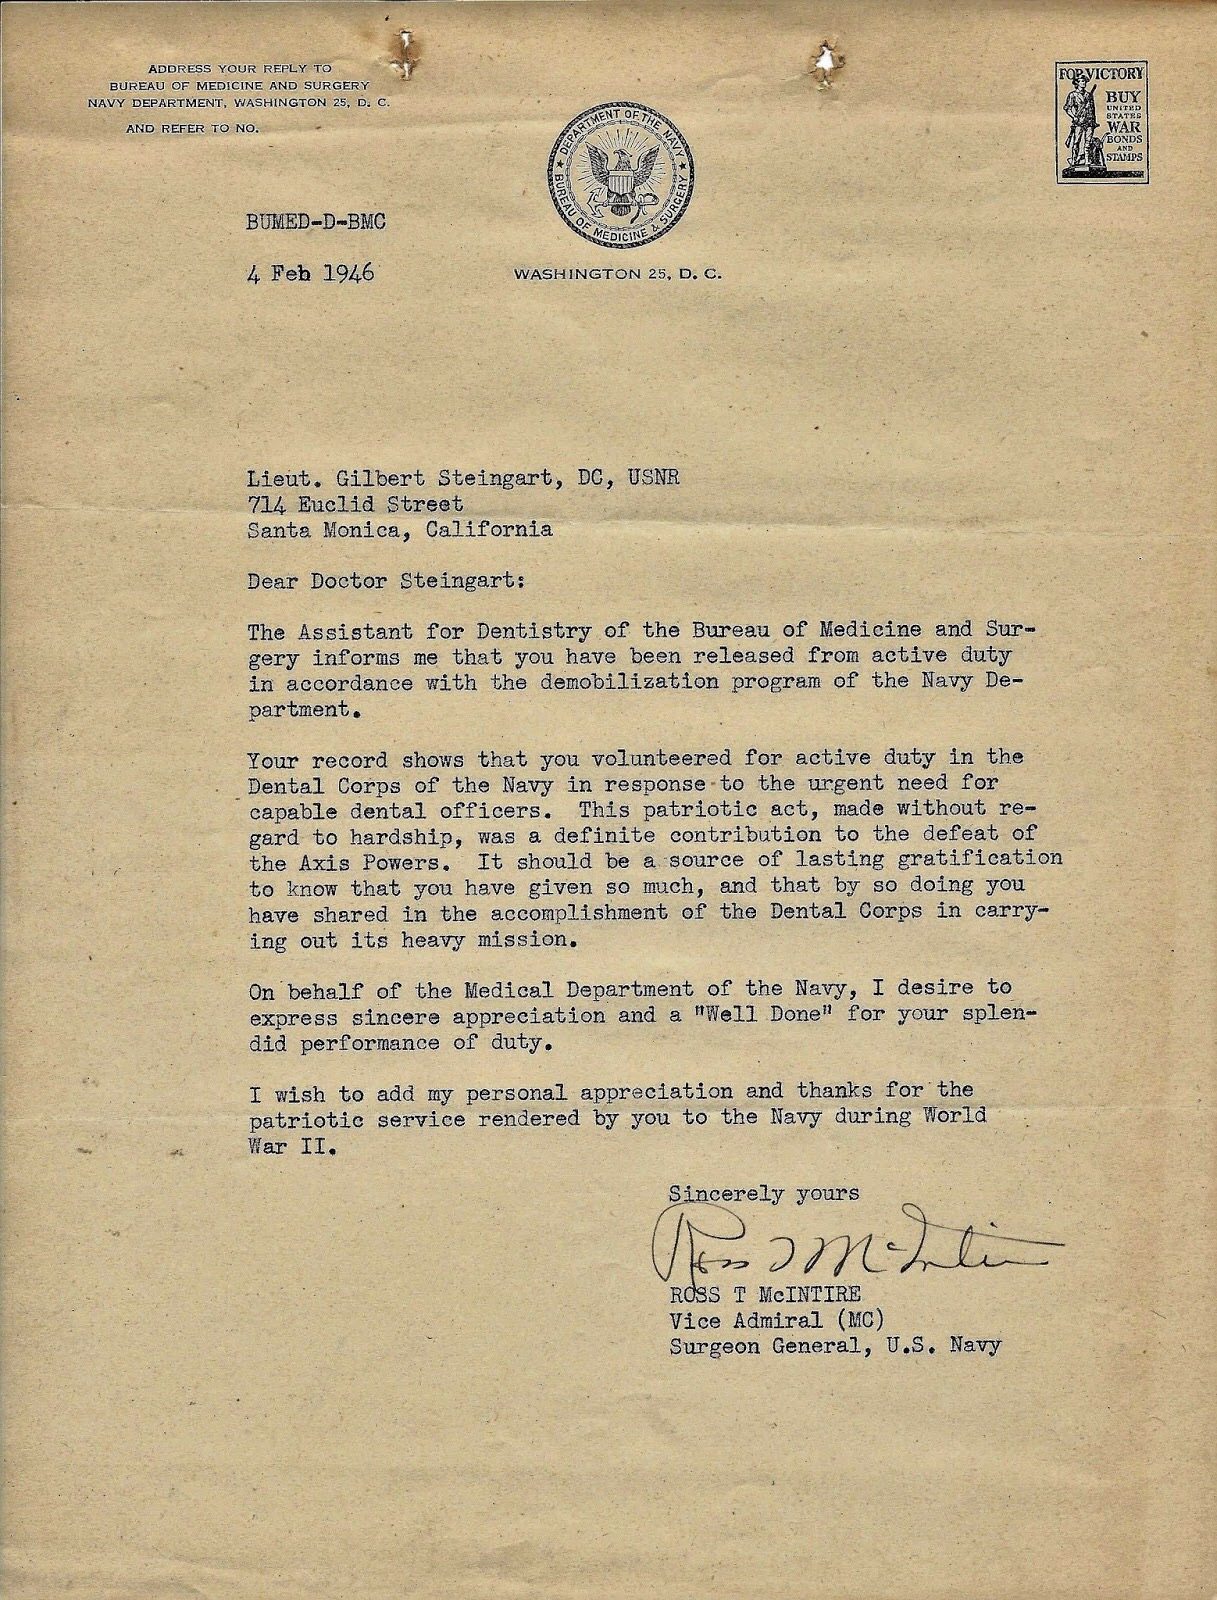 ADDRESS YOUR REPLY TO
BUREAU OF MEDICINE AND SURGERY
NAVY DEPARTMENT, WASHINGTON 25, D. C.
AND REFER TO NO.
DEPARTMENT OF THE NAVY
BUREAU OF MEDICINE & SURGERY
FOR VICTORY
BUY
UNITED
STATES
WAR
BONDS
AND
STAMPS
BUMED-D-BMC
4 Feb 1946
WASHINGTON 25, D. C.
Lieut. Gilbert Steingart, DC, USNR
714 Euclid Street
Santa Monica, California
Dear Doctor Steingart:
The Assistant for Dentistry of the Bureau of Medicine and Sur-
gery informs me that you have been released from active duty
in accordance with the demobilization program of the Navy De-
partment.
Your record shows that you volunteered for active duty in the
Dental Corps of the Navy in response to the urgent need for
capable dental officers. This patriotic act, made without re-
gard to hardship, was a definite contribution to the defeat of
the Axis Powers. It should be a source of lasting gratification
to know that you have given so much, and that by so doing you
have shared in the accomplishment of the Dental Corps in carry-
ing out its heavy mission.
On behalf of the Medical Department of the Navy, I desire to
express sincere appreciation and a "Well Done" for your splen-
did performance of duty.
I wish to add my personal appreciation and thanks for the
patriotic service rendered by you to the Navy during World
War II.
Sincerely yours
Ross T McIntire
ROSS T McINTIRE
Vice Admiral (MC)
Surgeon General, U.S. Navy